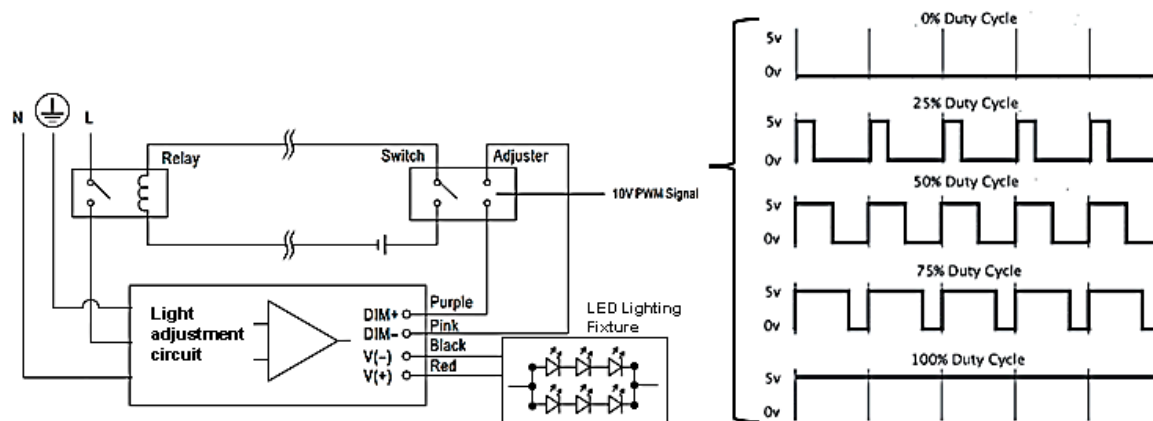 N
L
Relay
Switch
Adjuster
10V PWM Signal
Light
adjustment
circuit
DIM+
DIM−
V(−)
V(+)
Purple
Pink
Black
Red
LED Lighting
Fixture
0% Duty Cycle
5v
0v
25% Duty Cycle
5v
0v
50% Duty Cycle
5v
0v
75% Duty Cycle
5v
0v
100% Duty Cycle
5v
0v